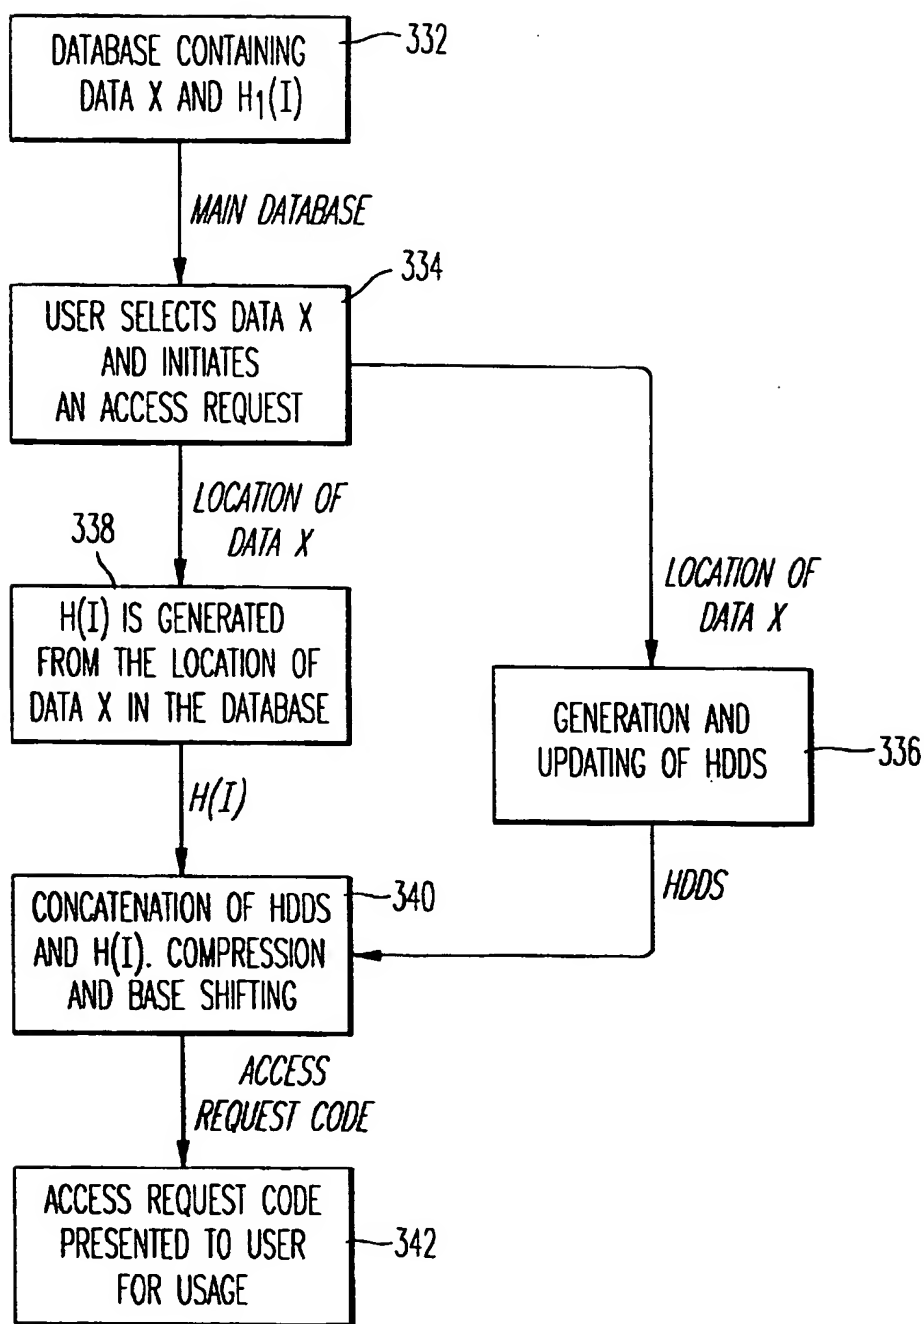 DATABASE CONTAINING
DATA X AND H₁(I)
332
MAIN DATABASE
334
USER SELECTS DATA X
AND INITIATES
AN ACCESS REQUEST
LOCATION OF
DATA X
338
H(I) IS GENERATED
FROM THE LOCATION OF
DATA X IN THE DATABASE
LOCATION OF
DATA X
GENERATION AND
UPDATING OF HDDS
336
H(I)
HDDS
CONCATENATION OF HDDS
AND H(I). COMPRESSION
AND BASE SHIFTING
340
ACCESS
REQUEST CODE
ACCESS REQUEST CODE
PRESENTED TO USER
FOR USAGE
342